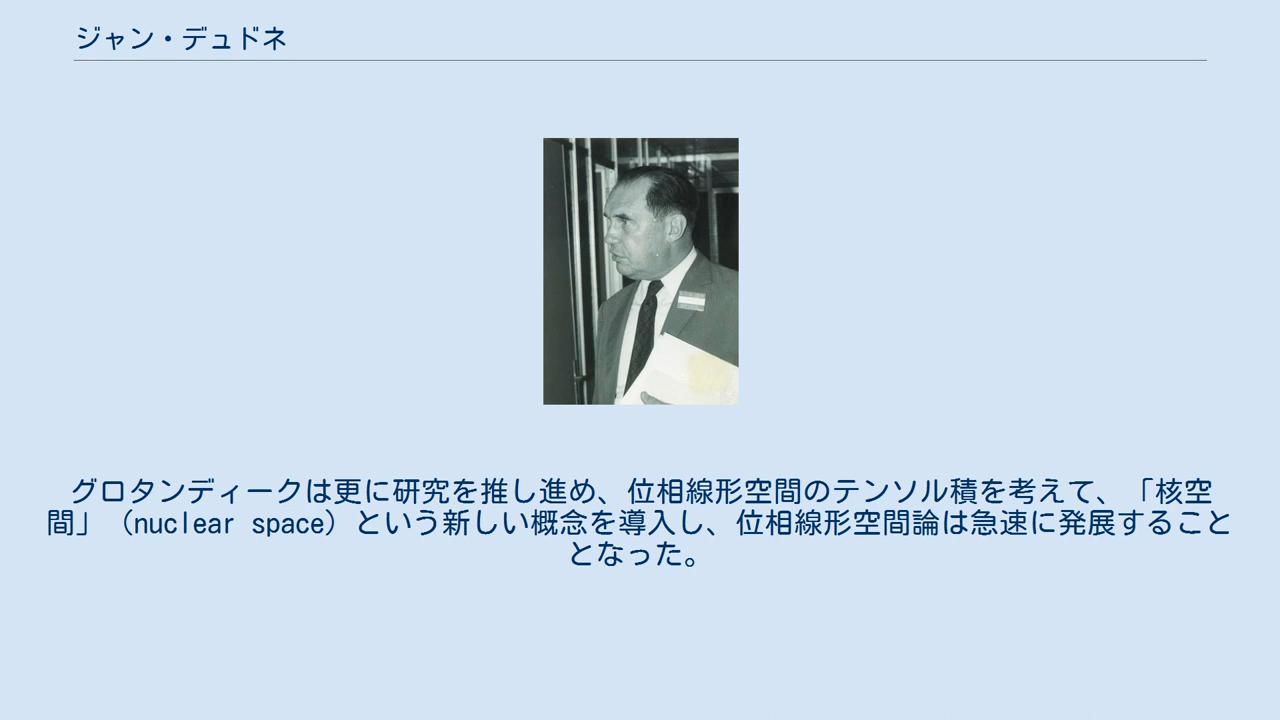 ジャン・デュドネ
グロタンディークは更に研究を推し進め、位相線形空間のテンソル積を考えて、「核空
間」（nuclear space）という新しい概念を導入し、位相線形空間論は急速に発展すること
となった。